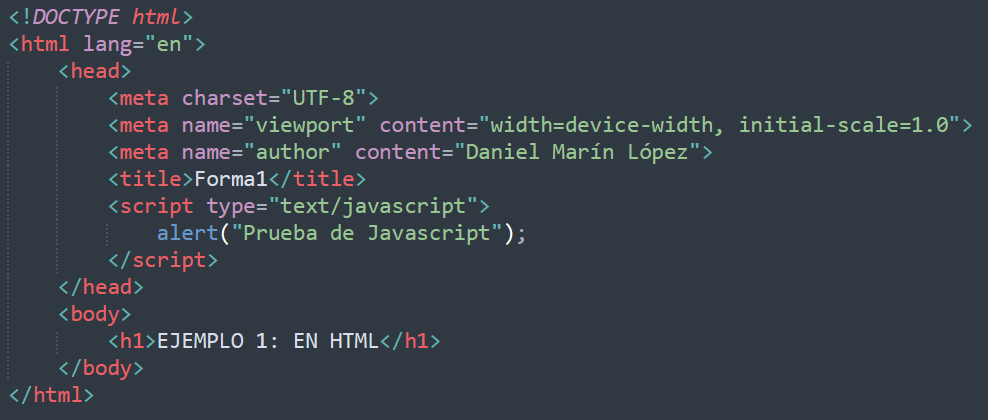 <!DOCTYPE html>
<html lang="en">
    <head>
        <meta charset="UTF-8">
        <meta name="viewport" content="width=device-width, initial-scale=1.0">
        <meta name="author" content="Daniel Marín López">
        <title>Forma1</title>
        <script type="text/javascript">
            alert("Prueba de Javascript");
        </script>
    </head>
    <body>
        <h1>EJEMPLO 1: EN HTML</h1>
    </body>
</html>